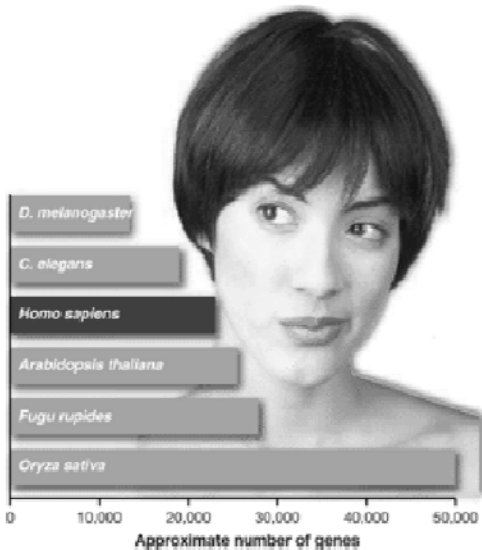 D. melanogaster
C. elegans
Homo sapiens
Arabidopsis thaliana
Fugu rupides
Oryza sativa
0 10,000 20,000 30,000 40,000 50,000
Approximate number of genes